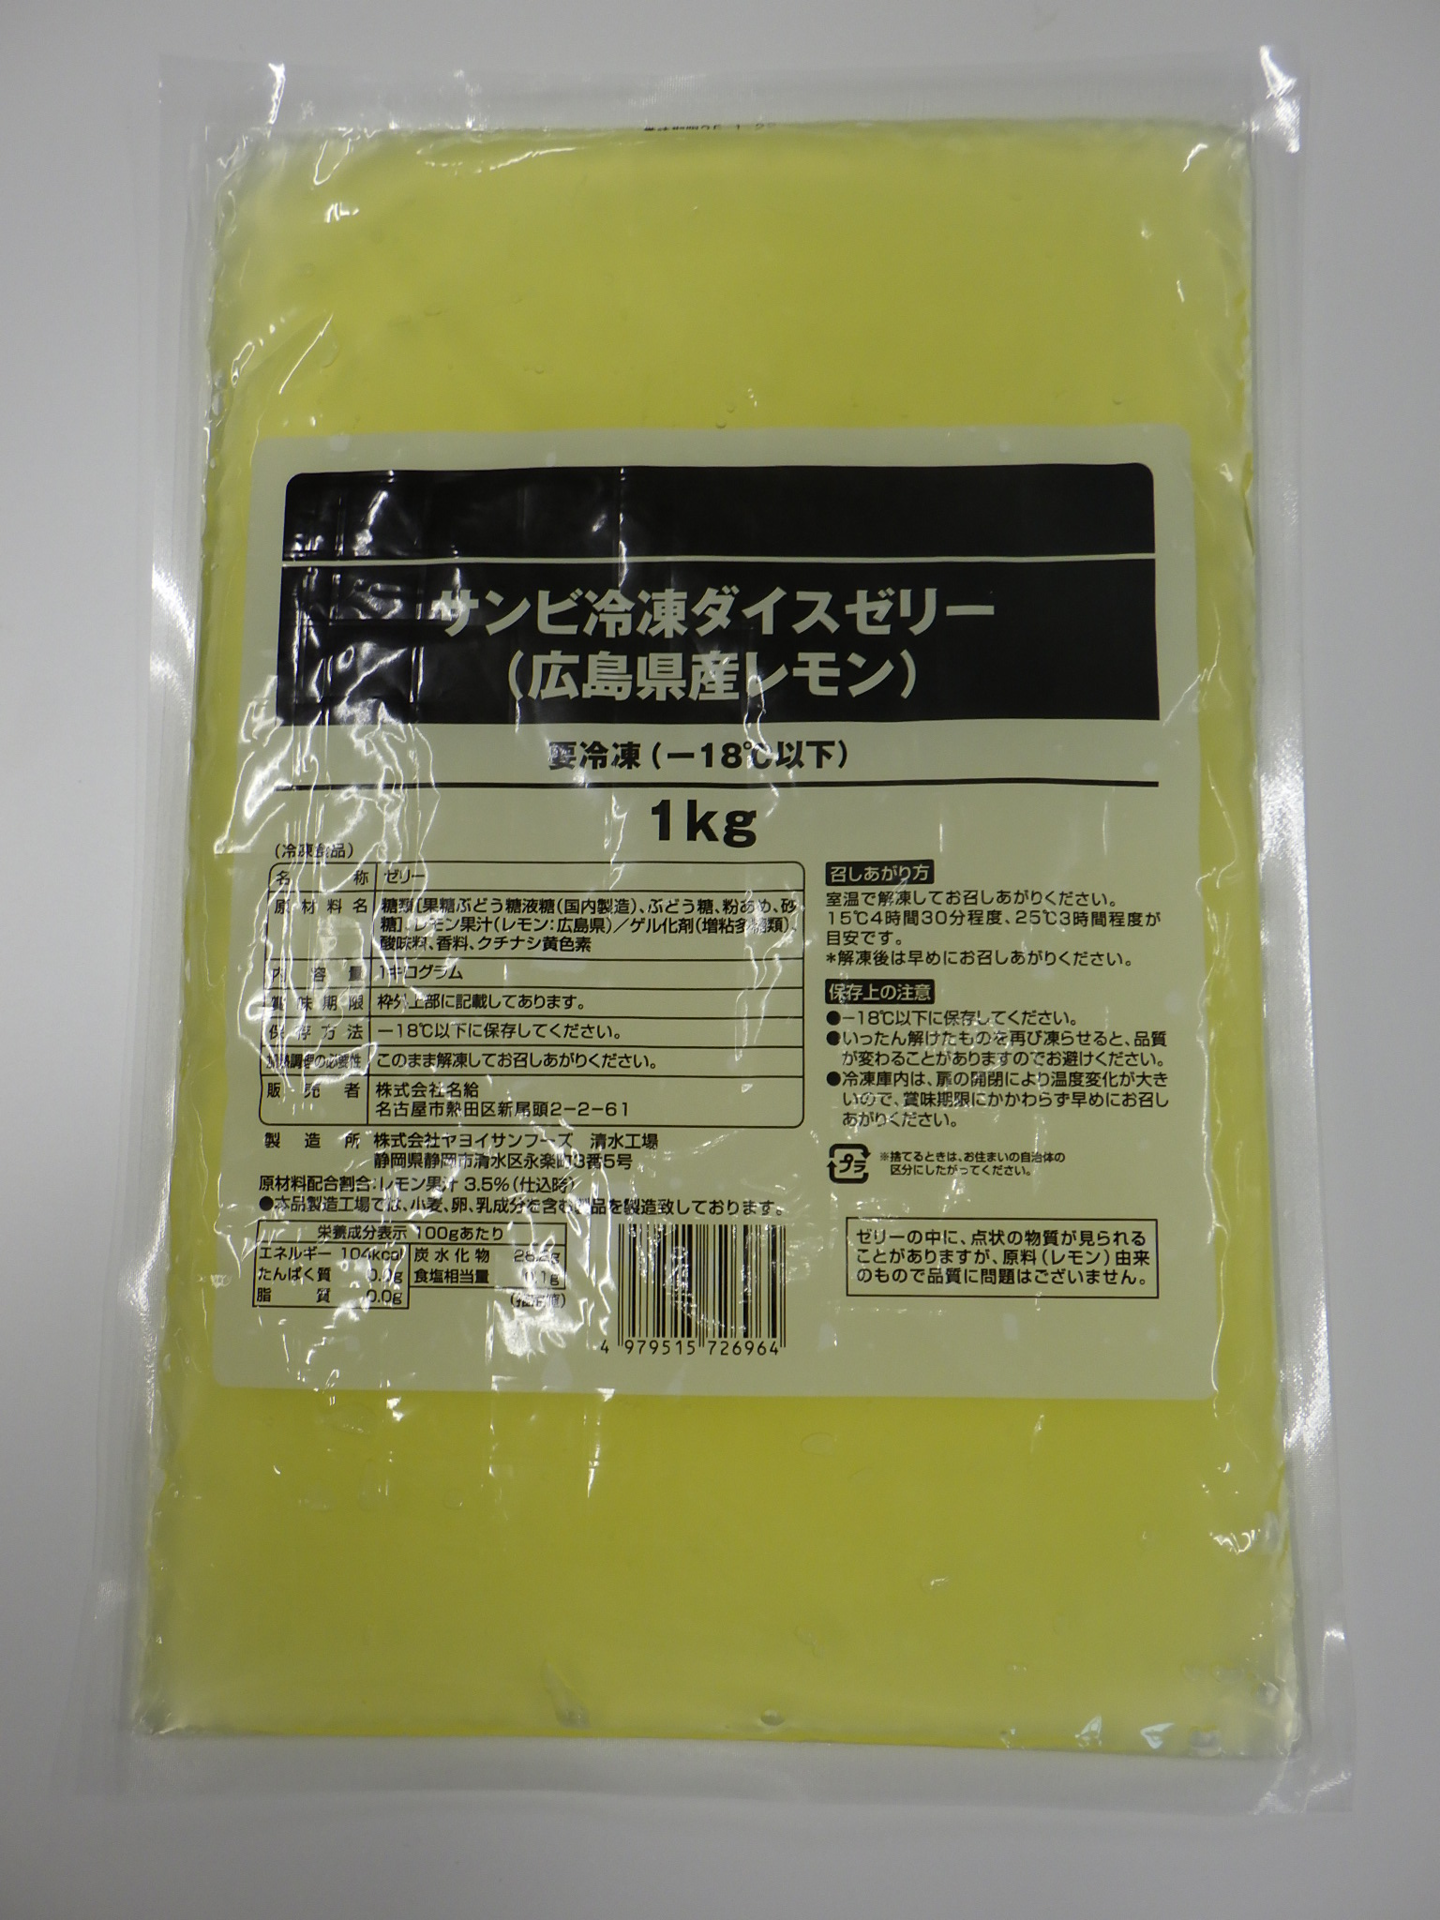 サンビ冷凍ダイスゼリー
（広島県産レモン）
要冷凍（－18℃以下）
1kg
（冷凍食品）
名称 ゼリー
原材料名 糖類〔果糖ぶどう糖液糖（国内製造）、ぶどう糖、粉あめ、砂
糖〕、レモン果汁（レモン：広島県）／ゲル化剤（増粘多糖類）、
酸味料、香料、クチナシ黄色素
内容量 1キログラム
賞味期限 枠外上部に記載してあります。
保存方法 －18℃以下に保存してください。
加熱調理の必要性 このまま解凍してお召しあがりください。
販売者 株式会社名給
名古屋市熱田区新尾頭2-2-61
製造所 株式会社ヤヨイサンフーズ 清水工場
静岡県静岡市清水区永楽町3番5号
原材料配合割合：レモン果汁 3.5％（仕込時）
●本品製造工場では、小麦、卵、乳成分を含む製品を製造致しております。
栄養成分表示 100gあたり
エネルギー 104kcal 炭水化物
たんぱく質 0.0g 食塩相当量 0.1g
脂質 0.0g （推定値）
4 979515 726964
召しあがり方
室温で解凍してお召しあがりください。
15℃4時間30分程度、25℃3時間程度が
目安です。
*解凍後は早めにお召しあがりください。
保存上の注意
●－18℃以下に保存してください。
●いったん解けたものを再び凍らせると、品質
が変わることがありますのでお避けください。
●冷凍庫内は、扉の開閉により温度変化が大き
いので、賞味期限にかかわらず早めにお召し
あがりください。
プラ
※捨てるときは、お住まいの自治体の
区分にしたがってください。
ゼリーの中に、点状の物質が見られる
ことがありますが、原料（レモン）由来
のもので品質に問題はございません。